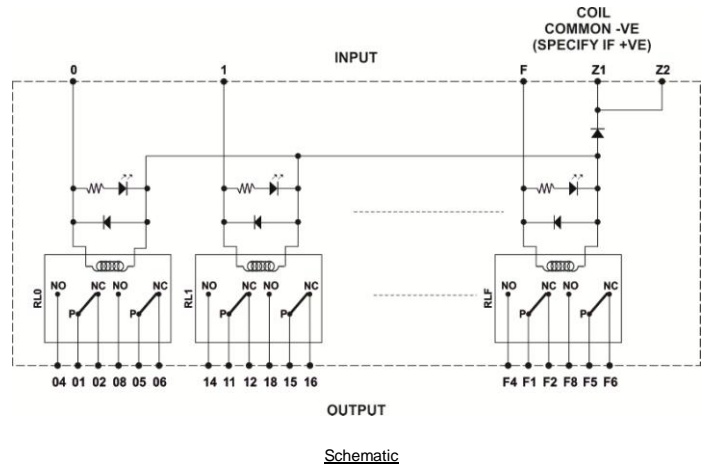 COIL
COMMON -VE
(SPECIFY IF +VE)
INPUT
0 1 F Z1 Z2
RL0 NO NC NO NC P P
RL1 NO NC NO NC P P
RLF NO NC NO NC P P
04 01 02 08 05 06 14 11 12 18 15 16 F4 F1 F2 F8 F5 F6
OUTPUT
Schematic